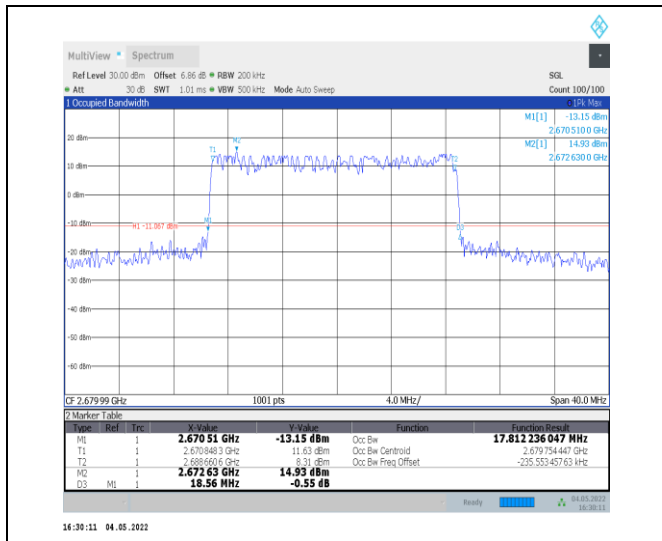 MultiView Spectrum
Ref Level 30.00 dBm Offset 6.86 dB RBW 200 kHz SGL
Att 30 dB SWT 1.01 ms VBW 500 kHz Mode Auto Sweep Count 100/100
1 Occupied Bandwidth 1Pk Max
M1[1] -13.15 dBm
2.6705100 GHz
M2[1] 14.93 dBm
2.6726300 GHz
20 dBm
T1
M2
T2
10 dBm
0 dBm
-10 dBm
H1 -11.067 dBm
M1
D3
-20 dBm
-30 dBm
-40 dBm
-50 dBm
-60 dBm
CF 2.67999 GHz 1001 pts 4.0 MHz/ Span 40.0 MHz
2 Marker Table
Type Ref Trc X-Value Y-Value Function Function Result
M1 1 2.670 51 GHz -13.15 dBm Occ Bw 17.812 236 047 MHz
T1 1 2.670 848 3 GHz 11.63 dBm Occ Bw Centroid 2.679 754 447 GHz
T2 1 2.688 660 6 GHz 8.31 dBm Occ Bw Freq Offset -235.553 457 63 kHz
M2 1 2.672 63 GHz 14.93 dBm
D3 M1 1 18.56 MHz -0.55 dB
Ready 04.05.2022
16:30:11
16:30:11 04.05.2022